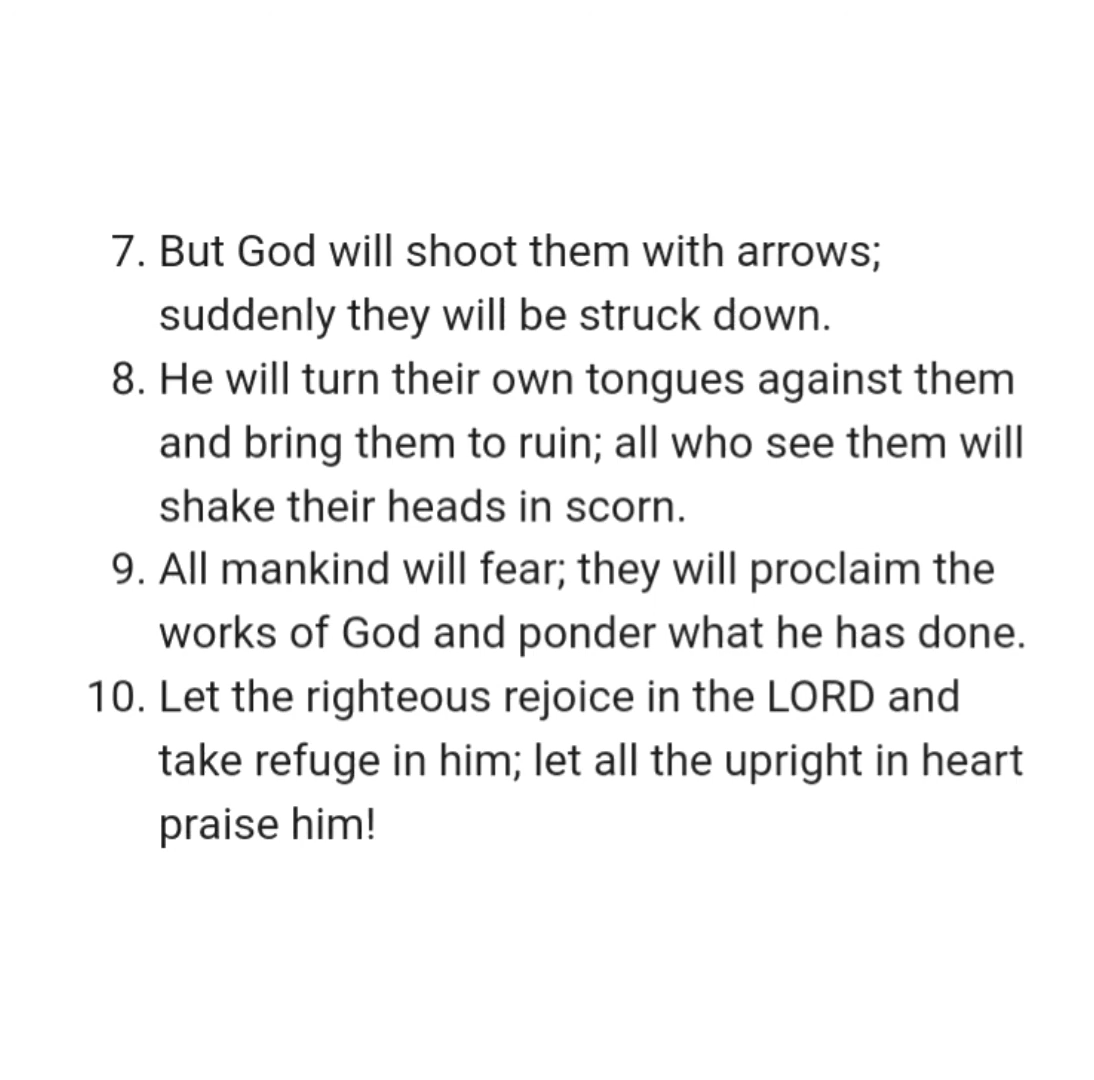 7. But God will shoot them with arrows;
suddenly they will be struck down.
8. He will turn their own tongues against them
and bring them to ruin; all who see them will
shake their heads in scorn.
9. All mankind will fear; they will proclaim the
works of God and ponder what he has done.
10. Let the righteous rejoice in the LORD and
take refuge in him; let all the upright in heart
praise him!